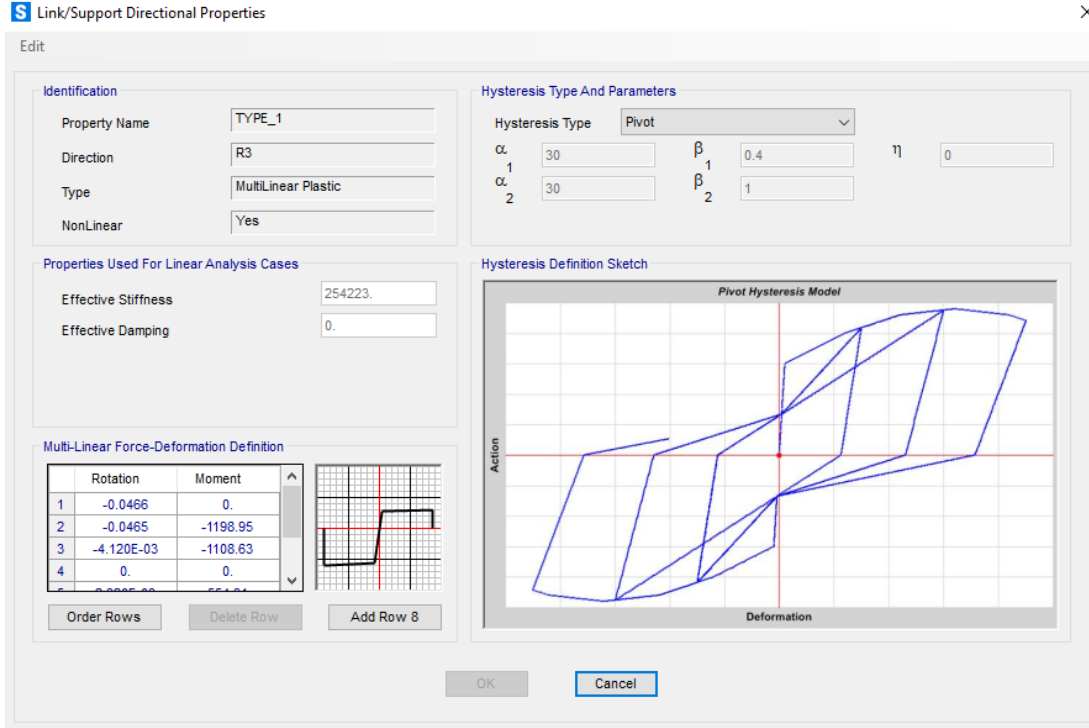 S Link/Support Directional Properties
Edit
Identification
Property Name TYPE_1
Direction R3
Type MultiLinear Plastic
NonLinear Yes
Hysteresis Type And Parameters
Hysteresis Type Pivot
α1 30 β1 0.4 η 0
α2 30 β2 1
Properties Used For Linear Analysis Cases
Effective Stiffness 254223.
Effective Damping 0.
Hysteresis Definition Sketch
Pivot Hysteresis Model
Action
Deformation
Multi-Linear Force-Deformation Definition
Rotation Moment
1 -0.0466 0.
2 -0.0465 -1198.95
3 -4.120E-03 -1108.63
4 0. 0.
Order Rows Delete Row Add Row 8
OK Cancel